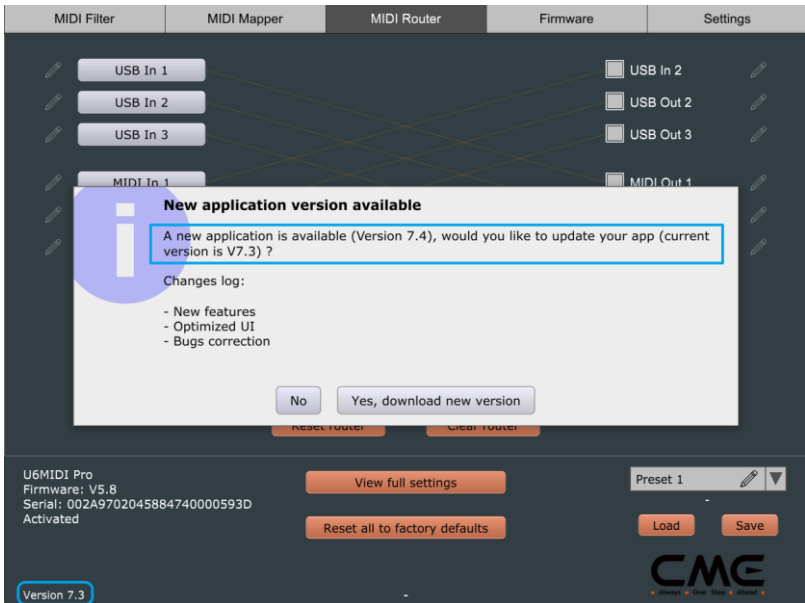 MIDI Filter
MIDI Mapper
MIDI Router
Firmware
Settings
USB In 1
USB In 2
USB In 2
USB Out 2
USB In 3
USB Out 3
MIDI In 1
MIDI Out 1
New application version available
A new application is available (Version 7.4), would you like to update your app (current
version is V7.3) ?
Changes log:
- New features
- Optimized UI
- Bugs correction
No
Yes, download new version
Reset router
Clear router
U6MIDI Pro
Firmware: V5.8
Serial: 002A9702045884740000593D
Activated
View full settings
Reset all to factory defaults
Preset 1
-
Load
Save
CME
• Always • One Step • Ahead •
Version 7.3
-